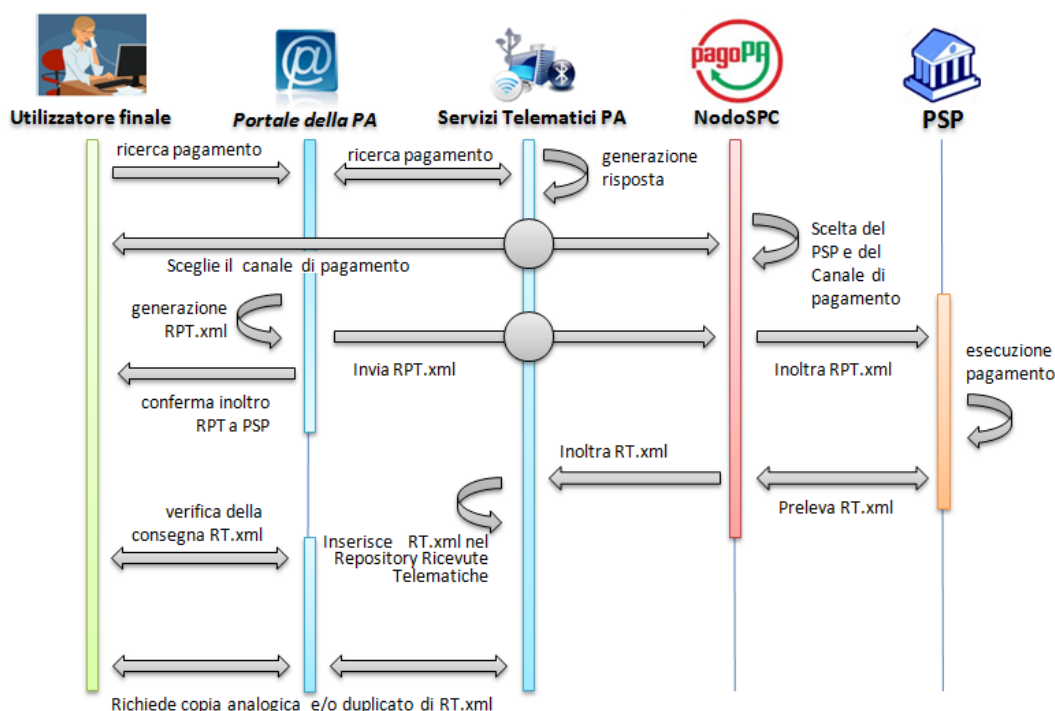 pagoPA
Utilizzatore finale
Portale della PA
Servizi Telematici PA
NodoSPC
PSP
ricerca pagamento
ricerca pagamento
generazione
risposta
Sceglie il canale di pagamento
Scelta del
PSP e del
Canale di
pagamento
generazione
RPT.xml
Invia RPT.xml
Inoltra RPT.xml
esecuzione
pagamento
conferma inoltro
RPT a PSP
Inoltra RT.xml
Preleva RT.xml
verifica della
consegna RT.xml
Inserisce RT.xml nel
Repository Ricevute
Telematiche
Richiede copia analogica e/o duplicato di RT.xml